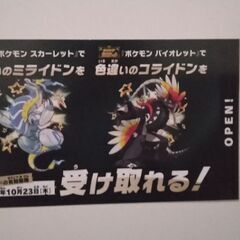 ポケモン スカーレット』で
『ポケモン バイオレット』で
いのミライドンを
色違いのコライドンを
OPEN!
10月23日(木)
受け取れる!